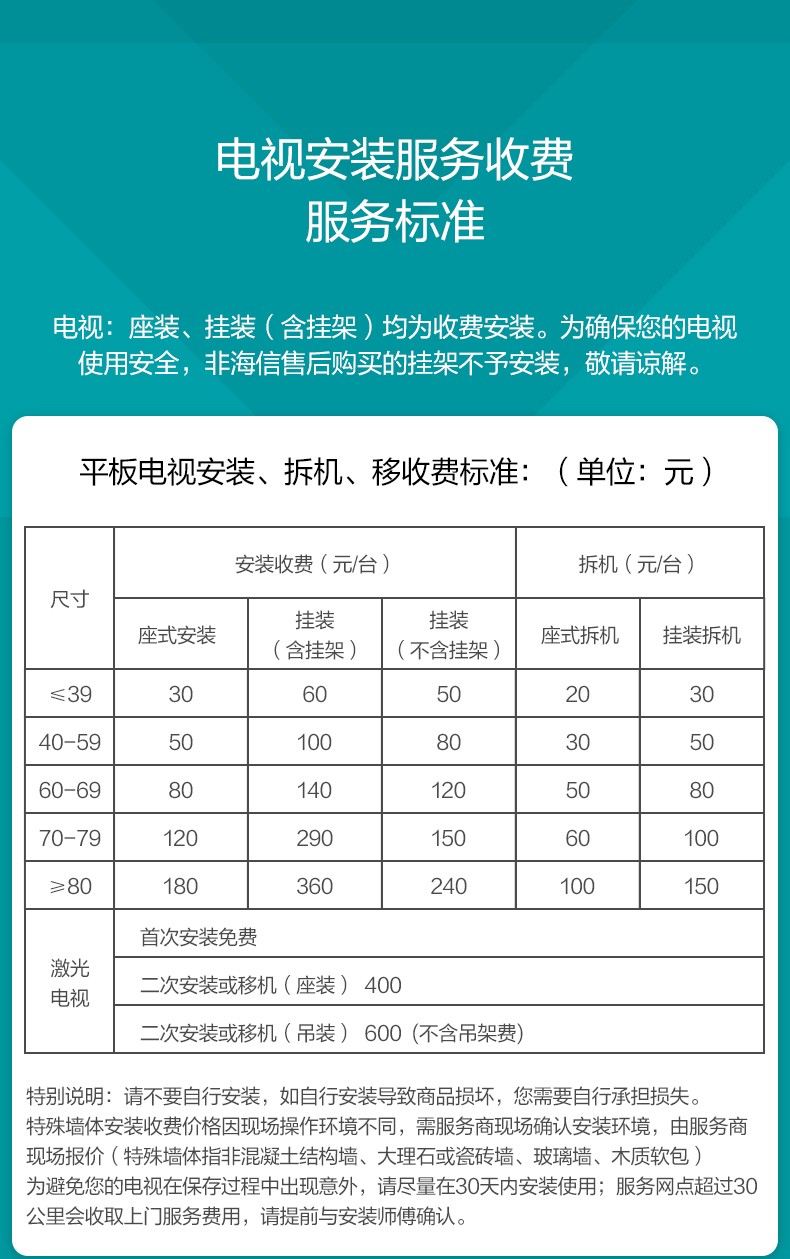 电视安装服务收费
服务标准
电视：座装、挂装（含挂架）均为收费安装。为确保您的电视
使用安全，非海信售后购买的挂架不予安装，敬请谅解。
平板电视安装、拆机、移收费标准：（单位：元）
尺寸 安装收费（元/台） 拆机（元/台）
座式安装 挂装（含挂架） 挂装（不含挂架） 座式拆机 挂装拆机
≤39 30 60 50 20 30
40-59 50 100 80 30 50
60-69 80 140 120 50 80
70-79 120 290 150 60 100
≥80 180 360 240 100 150
激光电视
首次安装免费
二次安装或移机（座装） 400
二次安装或移机（吊装） 600 (不含吊架费)
特别说明：请不要自行安装，如自行安装导致商品损坏，您需要自行承担损失。
特殊墙体安装收费价格因现场操作环境不同，需服务商现场确认安装环境，由服务商
现场报价（特殊墙体指非混凝土结构墙、大理石或瓷砖墙、玻璃墙、木质软包）
为避免您的电视在保存过程中出现意外，请尽量在30天内安装使用；服务网点超过30
公里会收取上门服务费用，请提前与安装师傅确认。